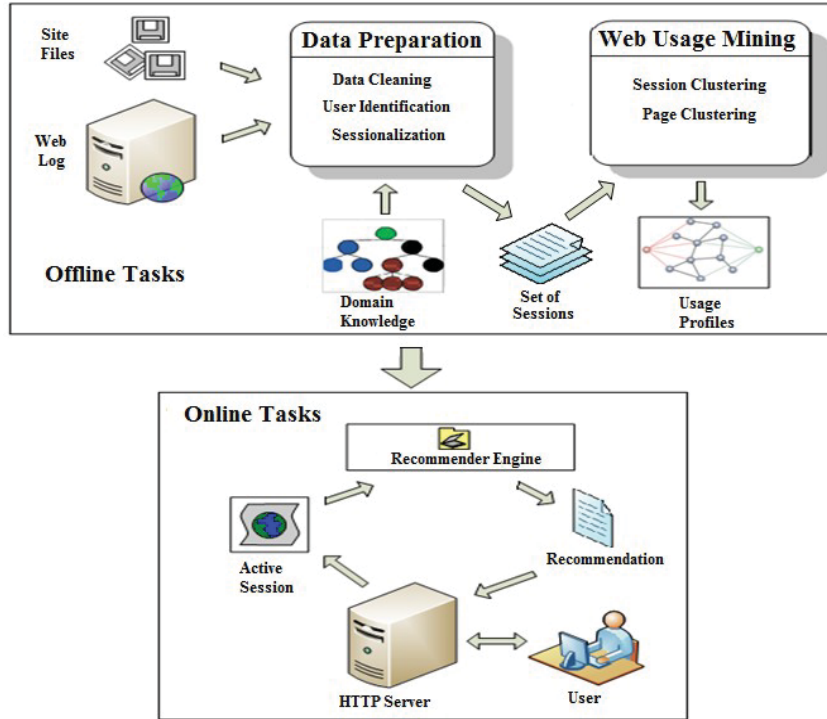 Site
Files
Web
Log
Data Preparation
Data Cleaning
User Identification
Sessionalization
Web Usage Mining
Session Clustering
Page Clustering
Offline Tasks
Domain
Knowledge
Set of
Sessions
Usage
Profiles
Online Tasks
Recommender Engine
Active
Session
Recommendation
HTTP Server
User